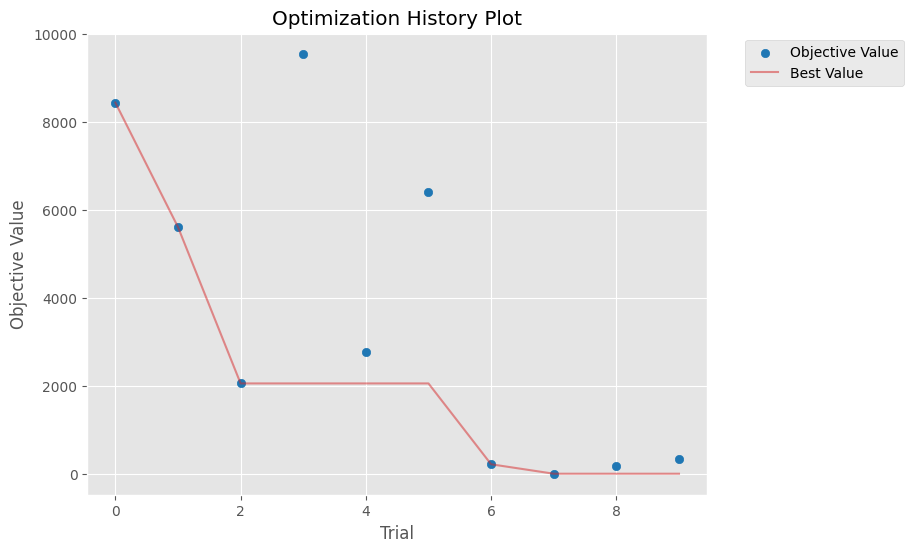 Optimization History Plot
Objective Value
Best Value
10000
8000
6000
4000
2000
0
Objective Value
0 2 4 6 8
Trial